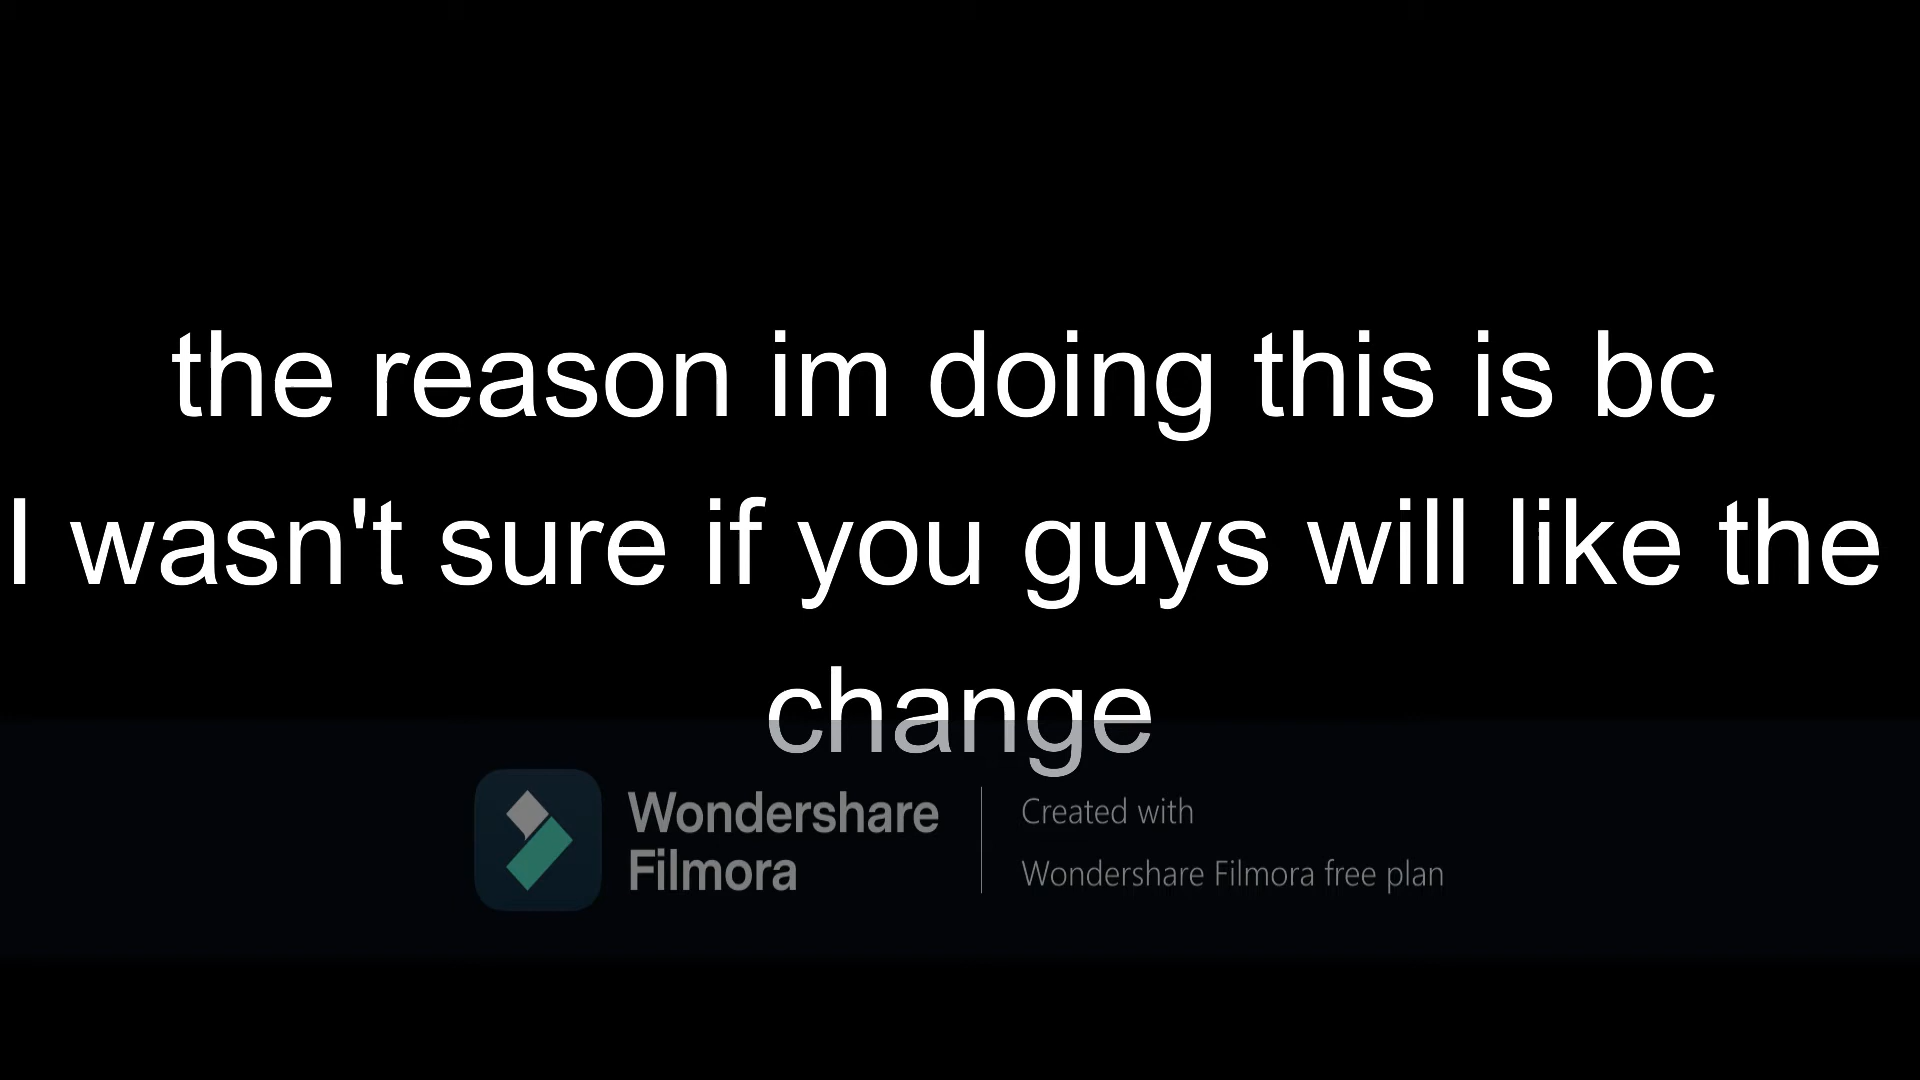 the reason im doing this is bc
I wasn't sure if you guys will like the
change
Wondershare
Filmora
Created with
Wondershare Filmora free plan